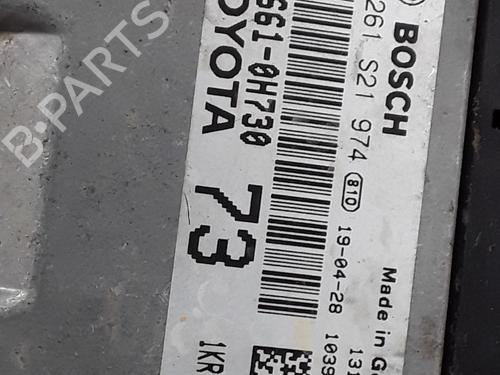 B-PARTS
BOSCH
261 S21 974 810 19-04-28
Made in G
131
1039
661-0H730
TOYOTA 73
1KR